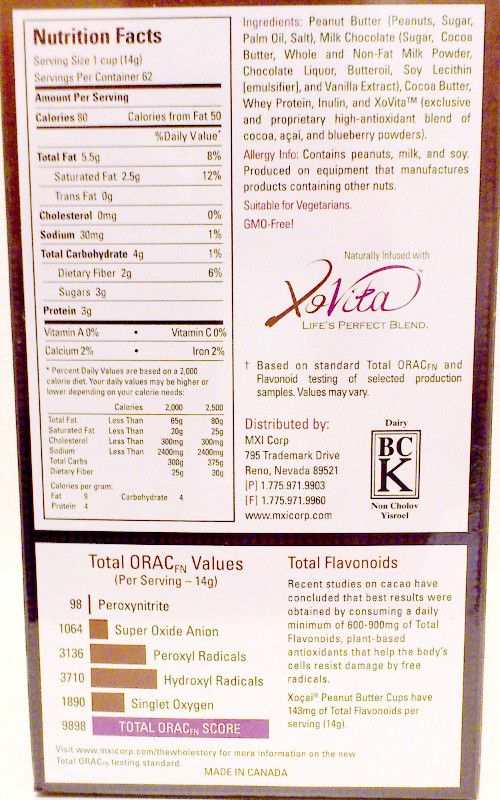 Nutrition Facts
Serving Size 1 cup (14g)
Servings Per Container 62
Amount Per Serving
Calories 80 Calories from Fat 50
%Daily Value*
Total Fat 5.5g 8%
Saturated Fat 2.5g 12%
Trans Fat 0g
Cholesterol 0mg 0%
Sodium 30mg 1%
Total Carbohydrate 4g 1%
Dietary Fiber 2g 6%
Sugars 3g
Protein 3g
Vitamin A 0% • Vitamin C 0%
Calcium 2% • Iron 2%
* Percent Daily Values are based on a 2,000
calorie diet. Your daily values may be higher or
lower depending on your calorie needs:
Calories 2,000 2,500
Total Fat Less Than 65g 80g
Saturated Fat Less Than 20g 25g
Cholesterol Less Than 300mg 300mg
Sodium Less Than 2400mg 2400mg
Total Carbs 300g 375g
Dietary Fiber 25g 30g
Calories per gram:
Fat 9 Carbohydrate 4
Protein 4
Ingredients: Peanut Butter (Peanuts, Sugar,
Palm Oil, Salt), Milk Chocolate (Sugar, Cocoa
Butter, Whole and Non-Fat Milk Powder,
Chocolate Liquor, Butteroil, Soy Lecithin
[emulsifier], and Vanilla Extract), Cocoa Butter,
Whey Protein, Inulin, and XoVita™ (exclusive
and proprietary high-antioxidant blend of
cocoa, açai, and blueberry powders).
Allergy Info: Contains peanuts, milk, and soy.
Produced on equipment that manufactures
products containing other nuts.
Suitable for Vegetarians.
GMO-Free!
Naturally Infused with
XoVita™
LIFE'S PERFECT BLEND.
† Based on standard Total ORACFN and
Flavonoid testing of selected production
samples. Values may vary.
Distributed by:
MXI Corp
795 Trademark Drive
Reno, Nevada 89521
[P] 1.775.971.9903
[F] 1.775.971.9960
www.mxicorp.com
Dairy
BC
K
Non Cholov
Yisroel
Total ORACFN Values
(Per Serving – 14g)
98 Peroxynitrite
1064 Super Oxide Anion
3136 Peroxyl Radicals
3710 Hydroxyl Radicals
1890 Singlet Oxygen
9898 TOTAL ORACFN SCORE
Total Flavonoids
Recent studies on cacao have
concluded that best results were
obtained by consuming a daily
minimum of 600-900mg of Total
Flavonoids, plant-based
antioxidants that help the body's
cells resist damage by free
radicals.
Xoçai® Peanut Butter Cups have
143mg of Total Flavonoids per
serving (14g).
Visit www.mxicorp.com/thewholestory for more information on the new
Total ORACFN testing standard.
MADE IN CANADA